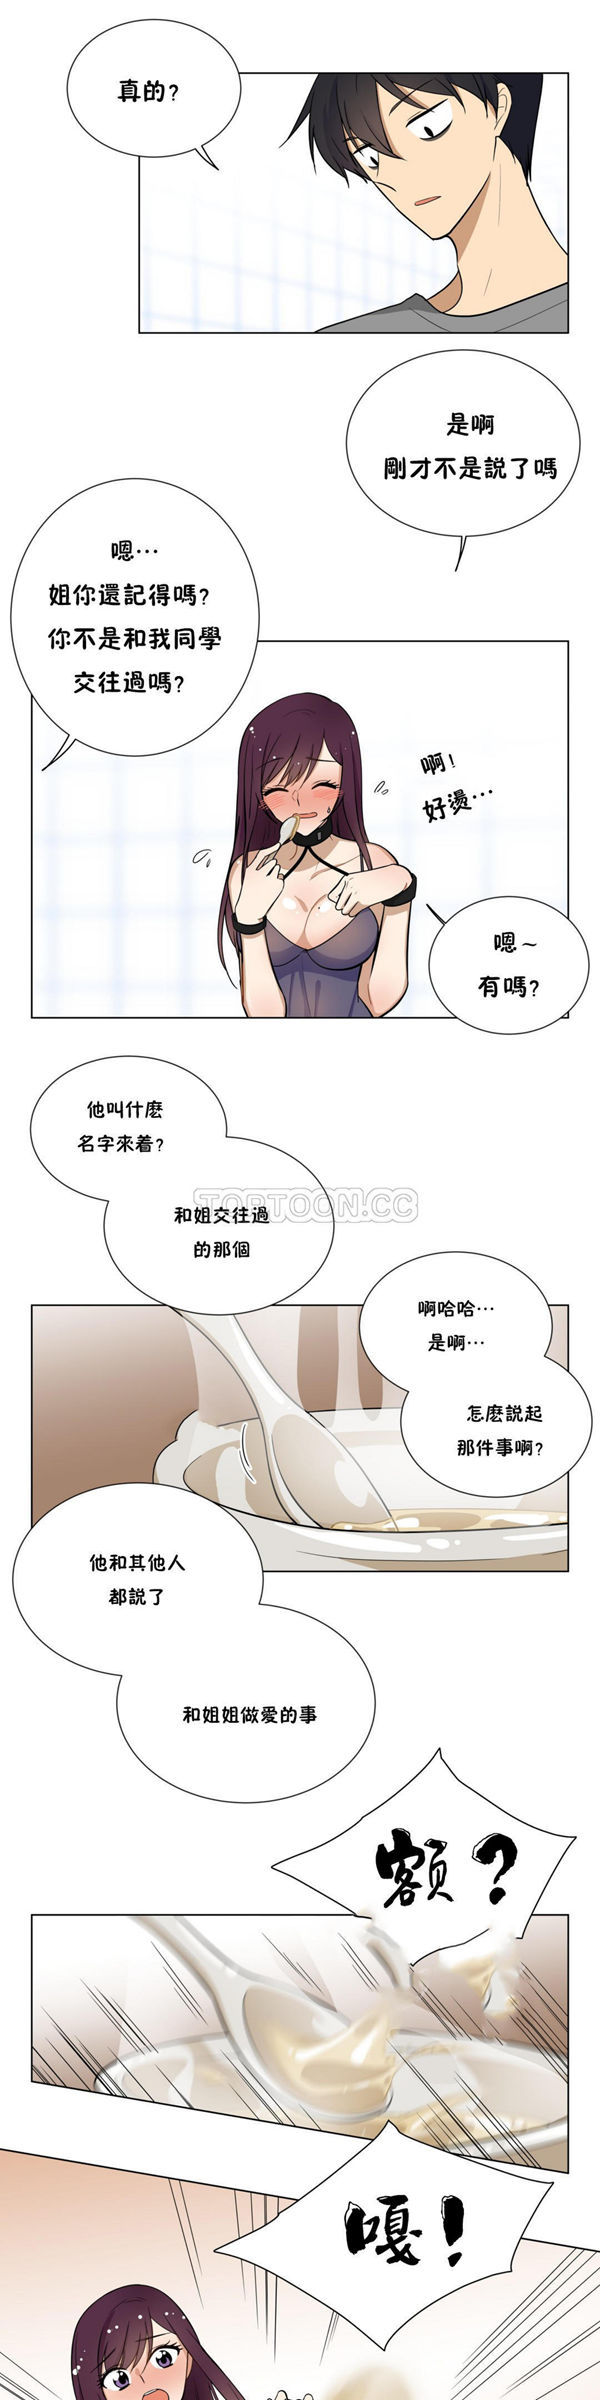 真的?
是啊
剛才不是説了嗎
嗯…
姐你還記得嗎?
你不是和我同學
交往過嗎?
啊!
好燙…
嗯~
有嗎?
他叫什麽
名字來着?
TOPTOON.CC
和姐交往過
的那個
啊哈哈…
是啊…
怎麽説起
那件事啊?
他和其他人
都説了
和姐姐做愛的事
額?
嘎!